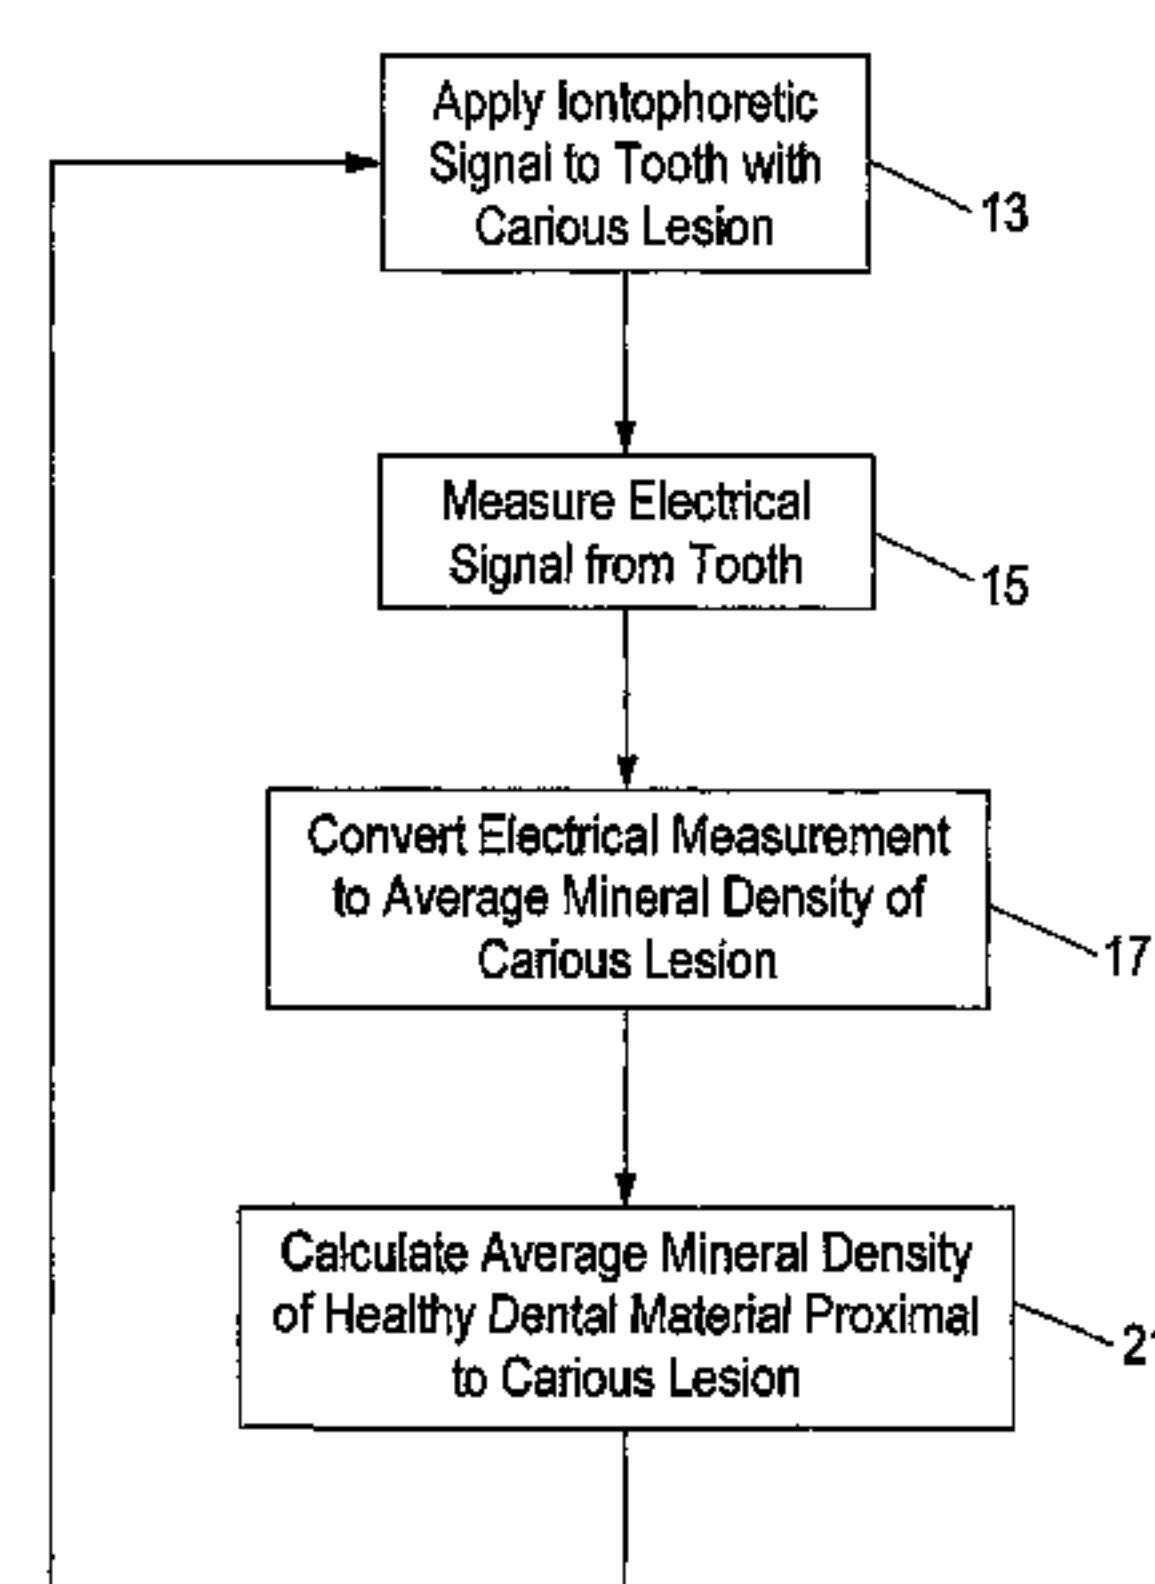 Apply Iontophoretic
Signal to Tooth with
Carious Lesion
13
Measure Electrical
Signal from Tooth
15
Convert Electrical Measurement
to Average Mineral Density of
Carious Lesion
17
Calculate Average Mineral Density
of Healthy Dental Material Proximal
to Carious Lesion